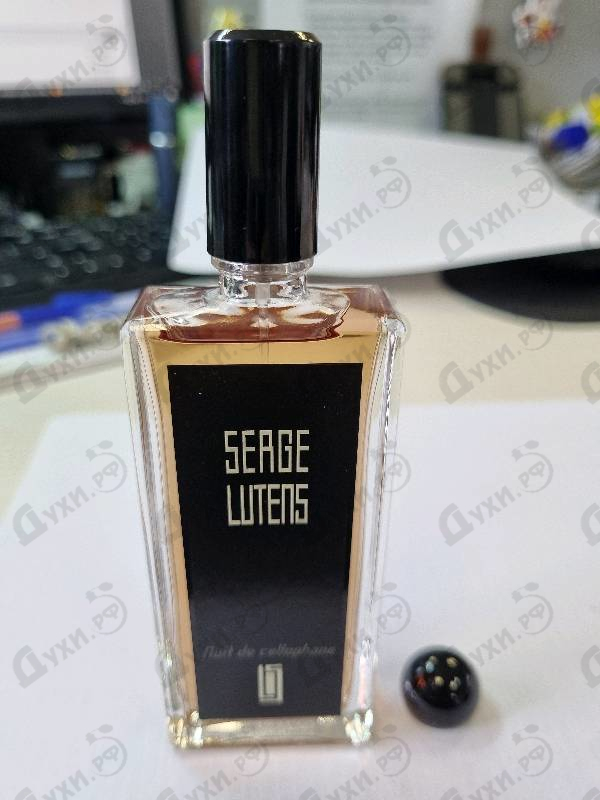 SERGE
LUTENS
Nuit de cellophane
Духи.рф